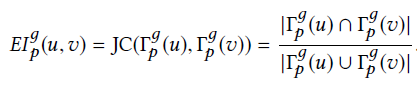 EI_p^g(u, v) = JC(Γ_p^g(u), Γ_p^g(v)) = |Γ_p^g(u) ∩ Γ_p^g(v)| / |Γ_p^g(u) ∪ Γ_p^g(v)|.